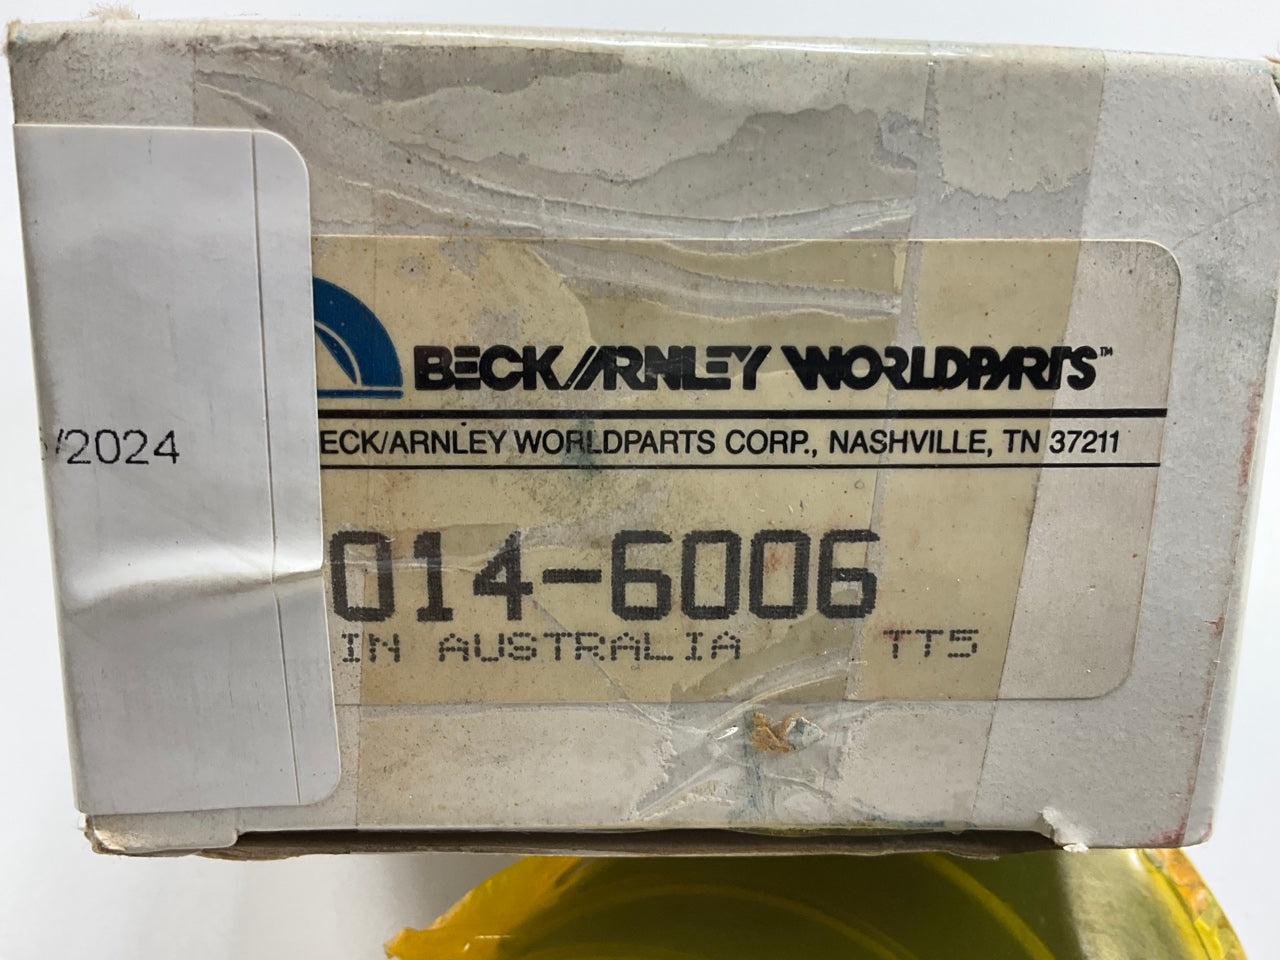 BECK/ARNLEY WORLDPARTS™
ECK/ARNLEY WORLDPARTS CORP., NASHVILLE, TN 37211
/2024
014-6006
IN AUSTRALIA TT5